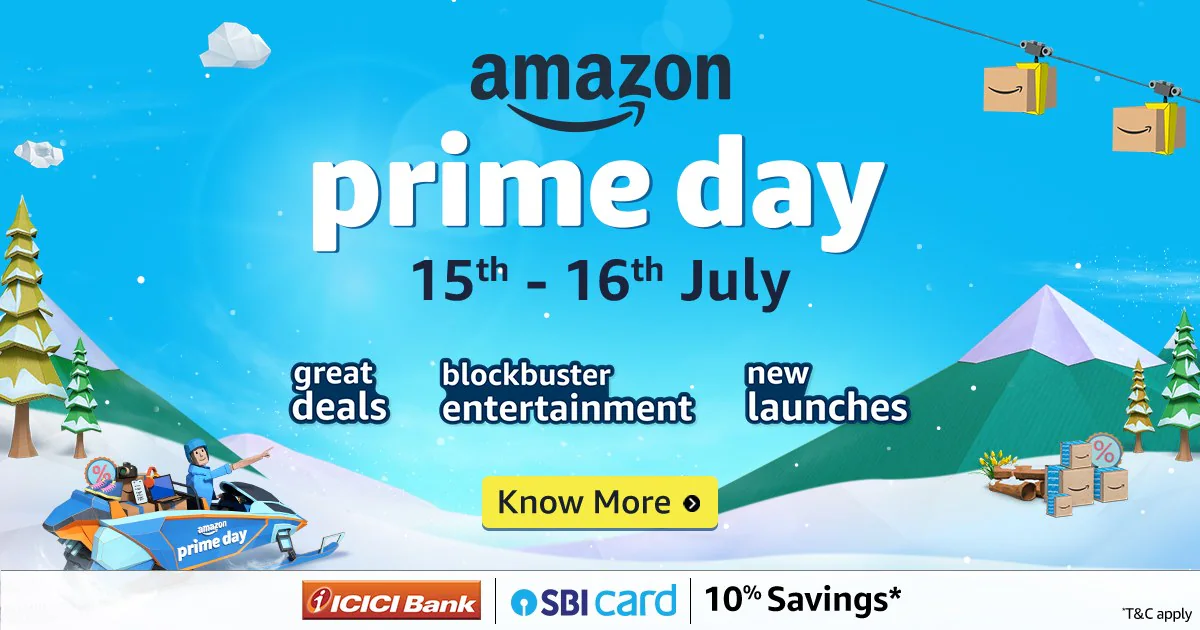 amazon
prime day
15th - 16th July
great
deals
blockbuster
entertainment
new
launches
Know More
%
amazon
prime day
%
i ICICI Bank
SBI card
10% Savings*
*T&C apply